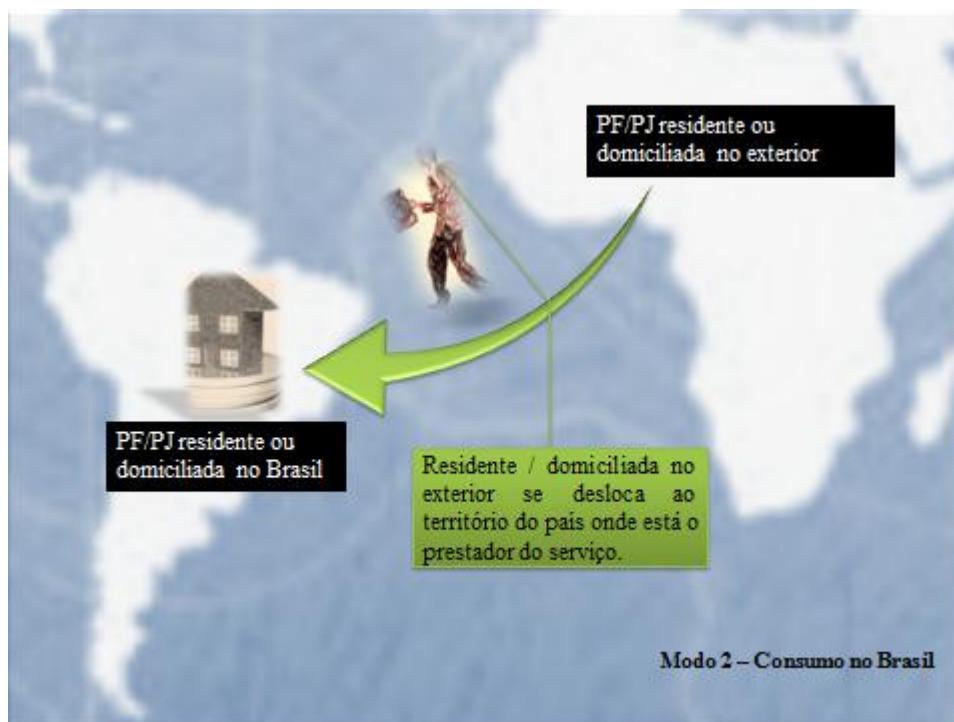 PF/PJ residente ou
domiciliada no exterior
PF/PJ residente ou
domiciliada no Brasil
Residente / domiciliada no
exterior se desloca ao
território do país onde está o
prestador do serviço.
Modo 2 – Consumo no Brasil